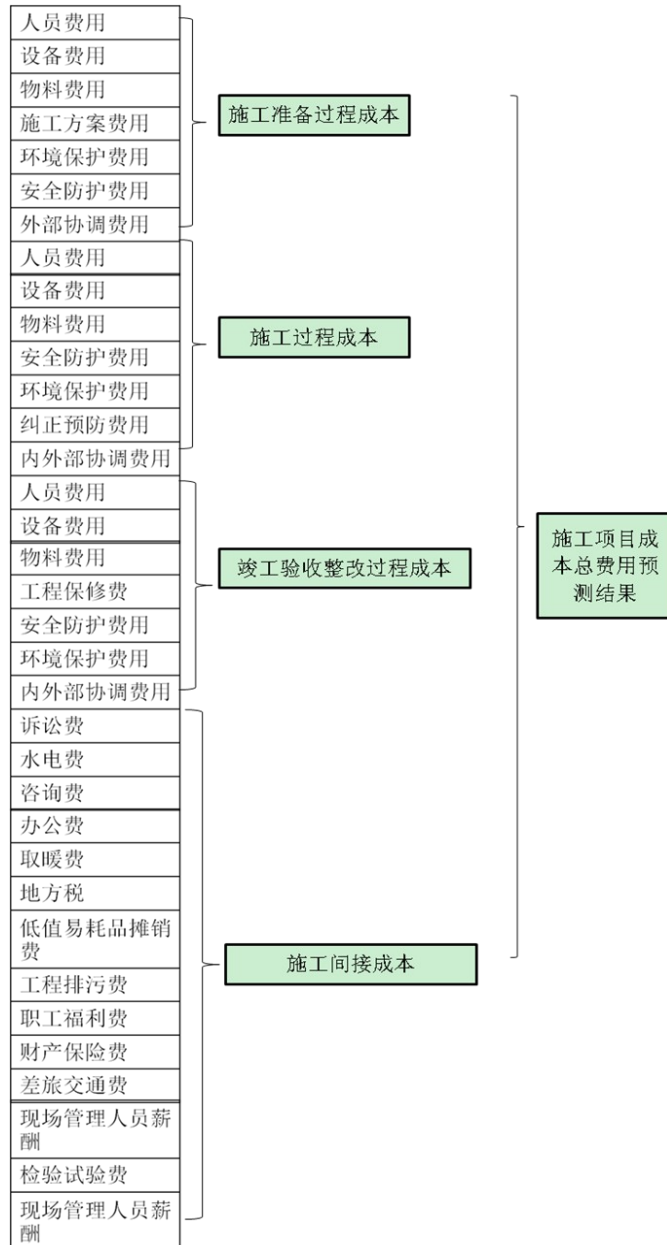 人员费用
设备费用
物料费用
施工方案费用
环境保护费用
安全防护费用
外部协调费用
施工准备过程成本
人员费用
设备费用
物料费用
安全防护费用
环境保护费用
纠正预防费用
内外部协调费用
施工过程成本
人员费用
设备费用
物料费用
工程保修费
安全防护费用
环境保护费用
内外部协调费用
竣工验收整改过程成本
诉讼费
水电费
咨询费
办公费
取暖费
地方税
低值易耗品摊销
费
工程排污费
职工福利费
财产保险费
差旅交通费
现场管理人员薪
酬
检验试验费
现场管理人员薪
酬
施工间接成本
施工项目成
本总费用预
测结果